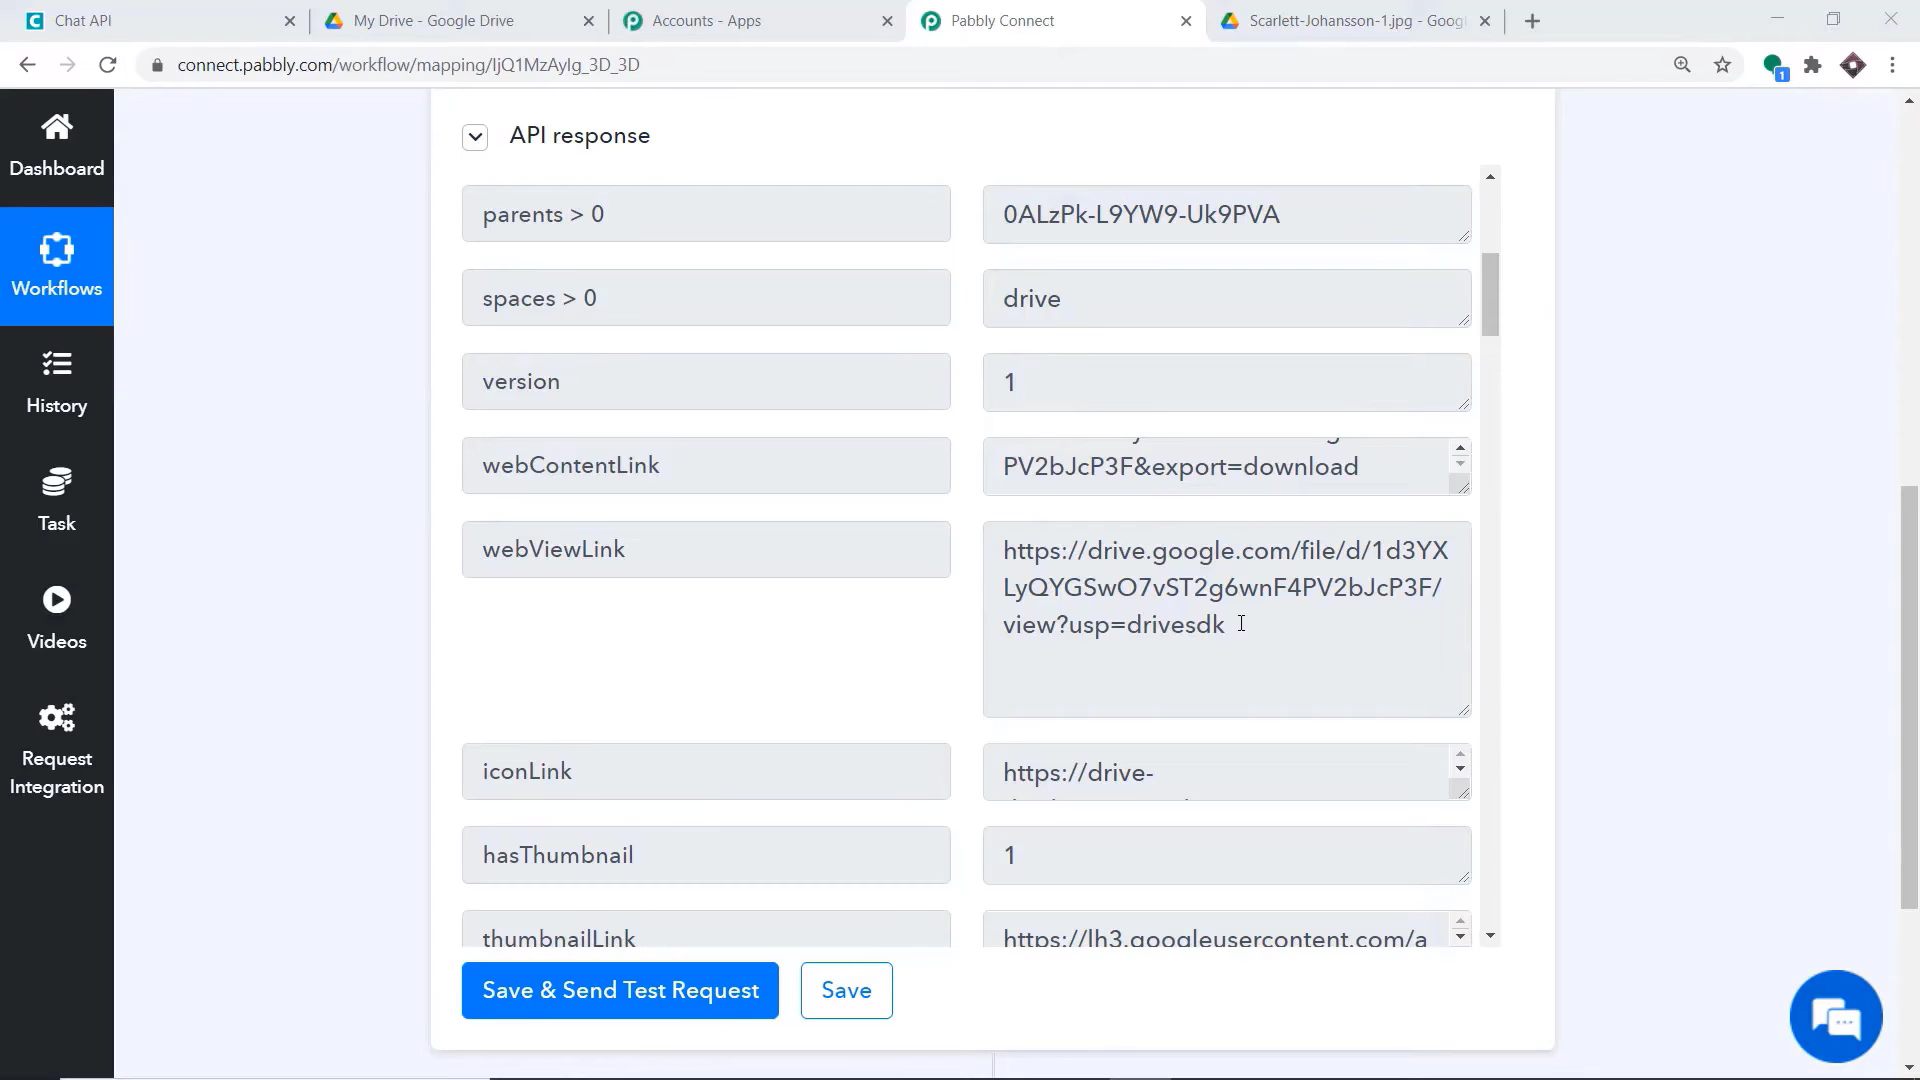 Chat API
My Drive - Google Drive
Accounts - Apps
Pabbly Connect
Scarlett-Johansson-1.jpg - Googl
connect.pabbly.com/workflow/mapping/IjQ1MzAyIg_3D_3D
1
Dashboard
Workflows
History
Task
Videos
Request
Integration
API response
parents > 0
0ALzPk-L9YW9-Uk9PVA
spaces > 0
drive
version
1
webContentLink
PV2bJcP3F&export=download
webViewLink
https://drive.google.com/file/d/1d3YX
LyQYGSwO7vST2g6wnF4PV2bJcP3F/
view?usp=drivesdk
iconLink
https://drive-
hasThumbnail
1
thumbnailLink
https://lh3.googleusercontent.com/a
Save & Send Test Request
Save